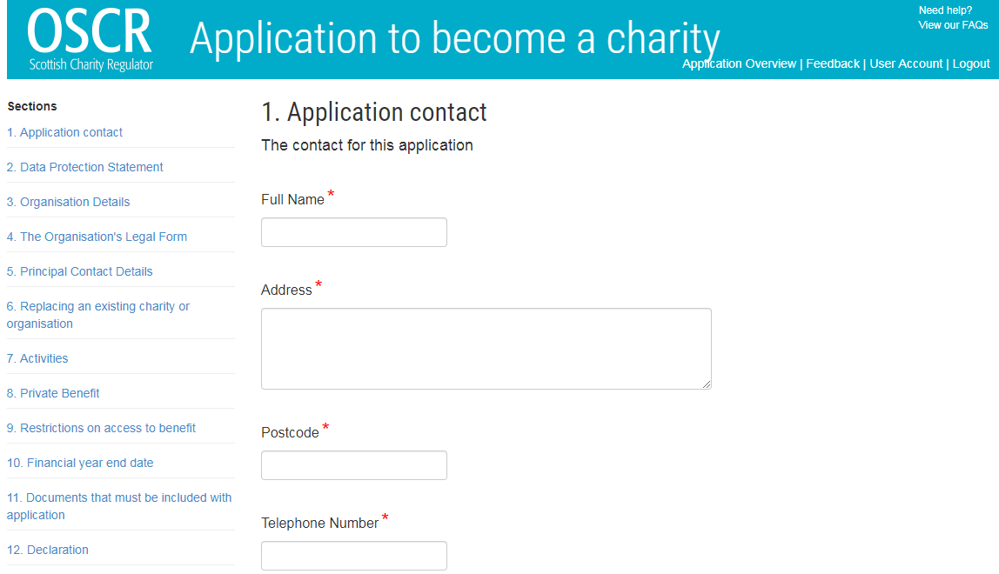 OSCR
Scottish Charity Regulator
Application to become a charity
Need help?
View our FAQs
Application Overview | Feedback | User Account | Logout
Sections
1. Application contact
2. Data Protection Statement
3. Organisation Details
4. The Organisation's Legal Form
5. Principal Contact Details
6. Replacing an existing charity or
organisation
7. Activities
8. Private Benefit
9. Restrictions on access to benefit
10. Financial year end date
11. Documents that must be included with
application
12. Declaration
1. Application contact
The contact for this application
Full Name *
Address *
Postcode *
Telephone Number *